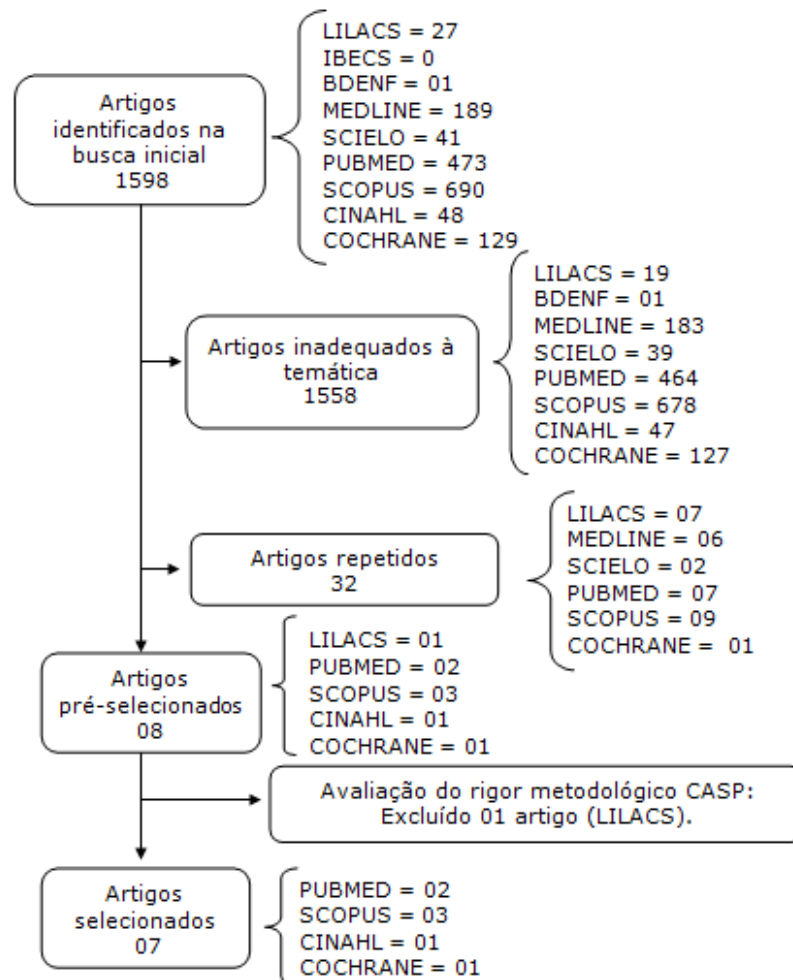 Artigos
identificados na
busca inicial
1598
LILACS = 27
IBECS = 0
BDENF = 01
MEDLINE = 189
SCIELO = 41
PUBMED = 473
SCOPUS = 690
CINAHL = 48
COCHRANE = 129
Artigos inadequados à
temática
1558
LILACS = 19
BDENF = 01
MEDLINE = 183
SCIELO = 39
PUBMED = 464
SCOPUS = 678
CINAHL = 47
COCHRANE = 127
Artigos repetidos
32
LILACS = 07
MEDLINE = 06
SCIELO = 02
PUBMED = 07
SCOPUS = 09
COCHRANE = 01
Artigos
pré-selecionados
08
LILACS = 01
PUBMED = 02
SCOPUS = 03
CINAHL = 01
COCHRANE = 01
Avaliação do rigor metodológico CASP:
Excluído 01 artigo (LILACS).
Artigos
selecionados
07
PUBMED = 02
SCOPUS = 03
CINAHL = 01
COCHRANE = 01